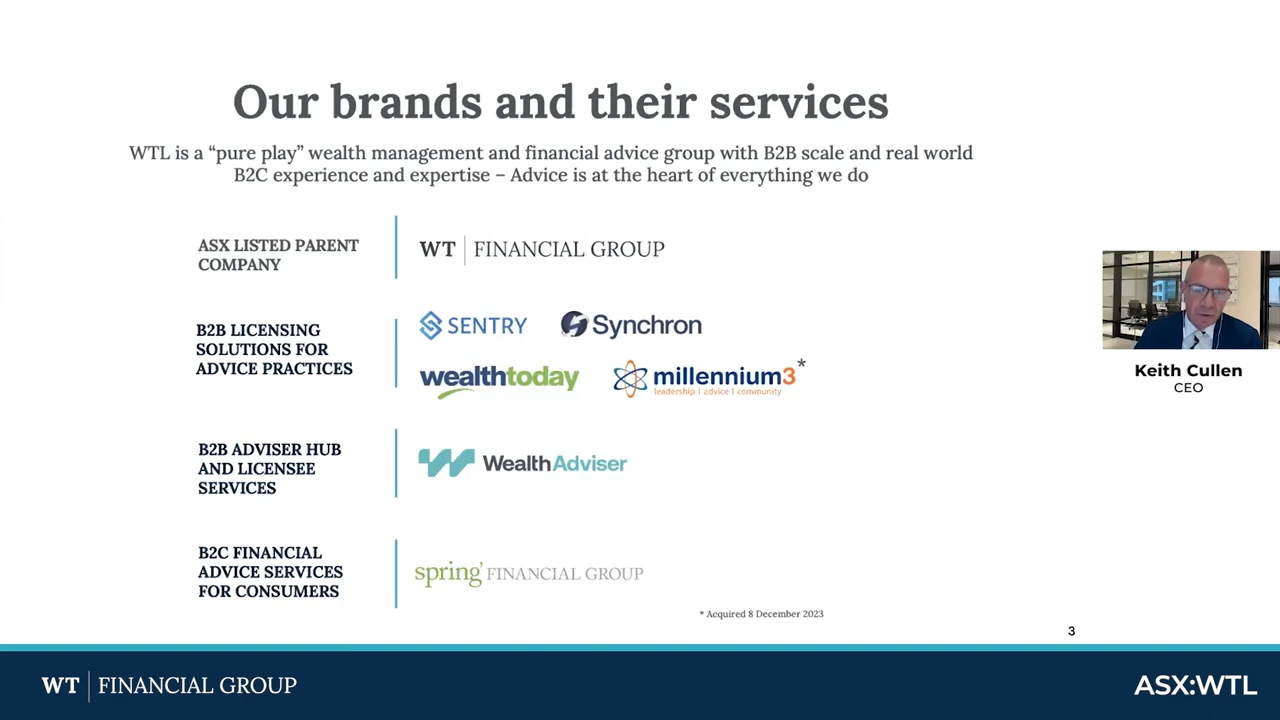 Our brands and their services
WTL is a “pure play” wealth management and financial advice group with B2B scale and real world
B2C experience and expertise – Advice is at the heart of everything we do
ASX LISTED PARENT
COMPANY
WT | FINANCIAL GROUP
B2B LICENSING
SOLUTIONS FOR
ADVICE PRACTICES
SENTRY
Synchron
wealthtoday
millennium3*
leadership | advice | community
B2B ADVISER HUB
AND LICENSEE
SERVICES
WealthAdviser
B2C FINANCIAL
ADVICE SERVICES
FOR CONSUMERS
spring FINANCIAL GROUP
* Acquired 8 December 2023
3
Keith Cullen
CEO
WT | FINANCIAL GROUP
ASX:WTL